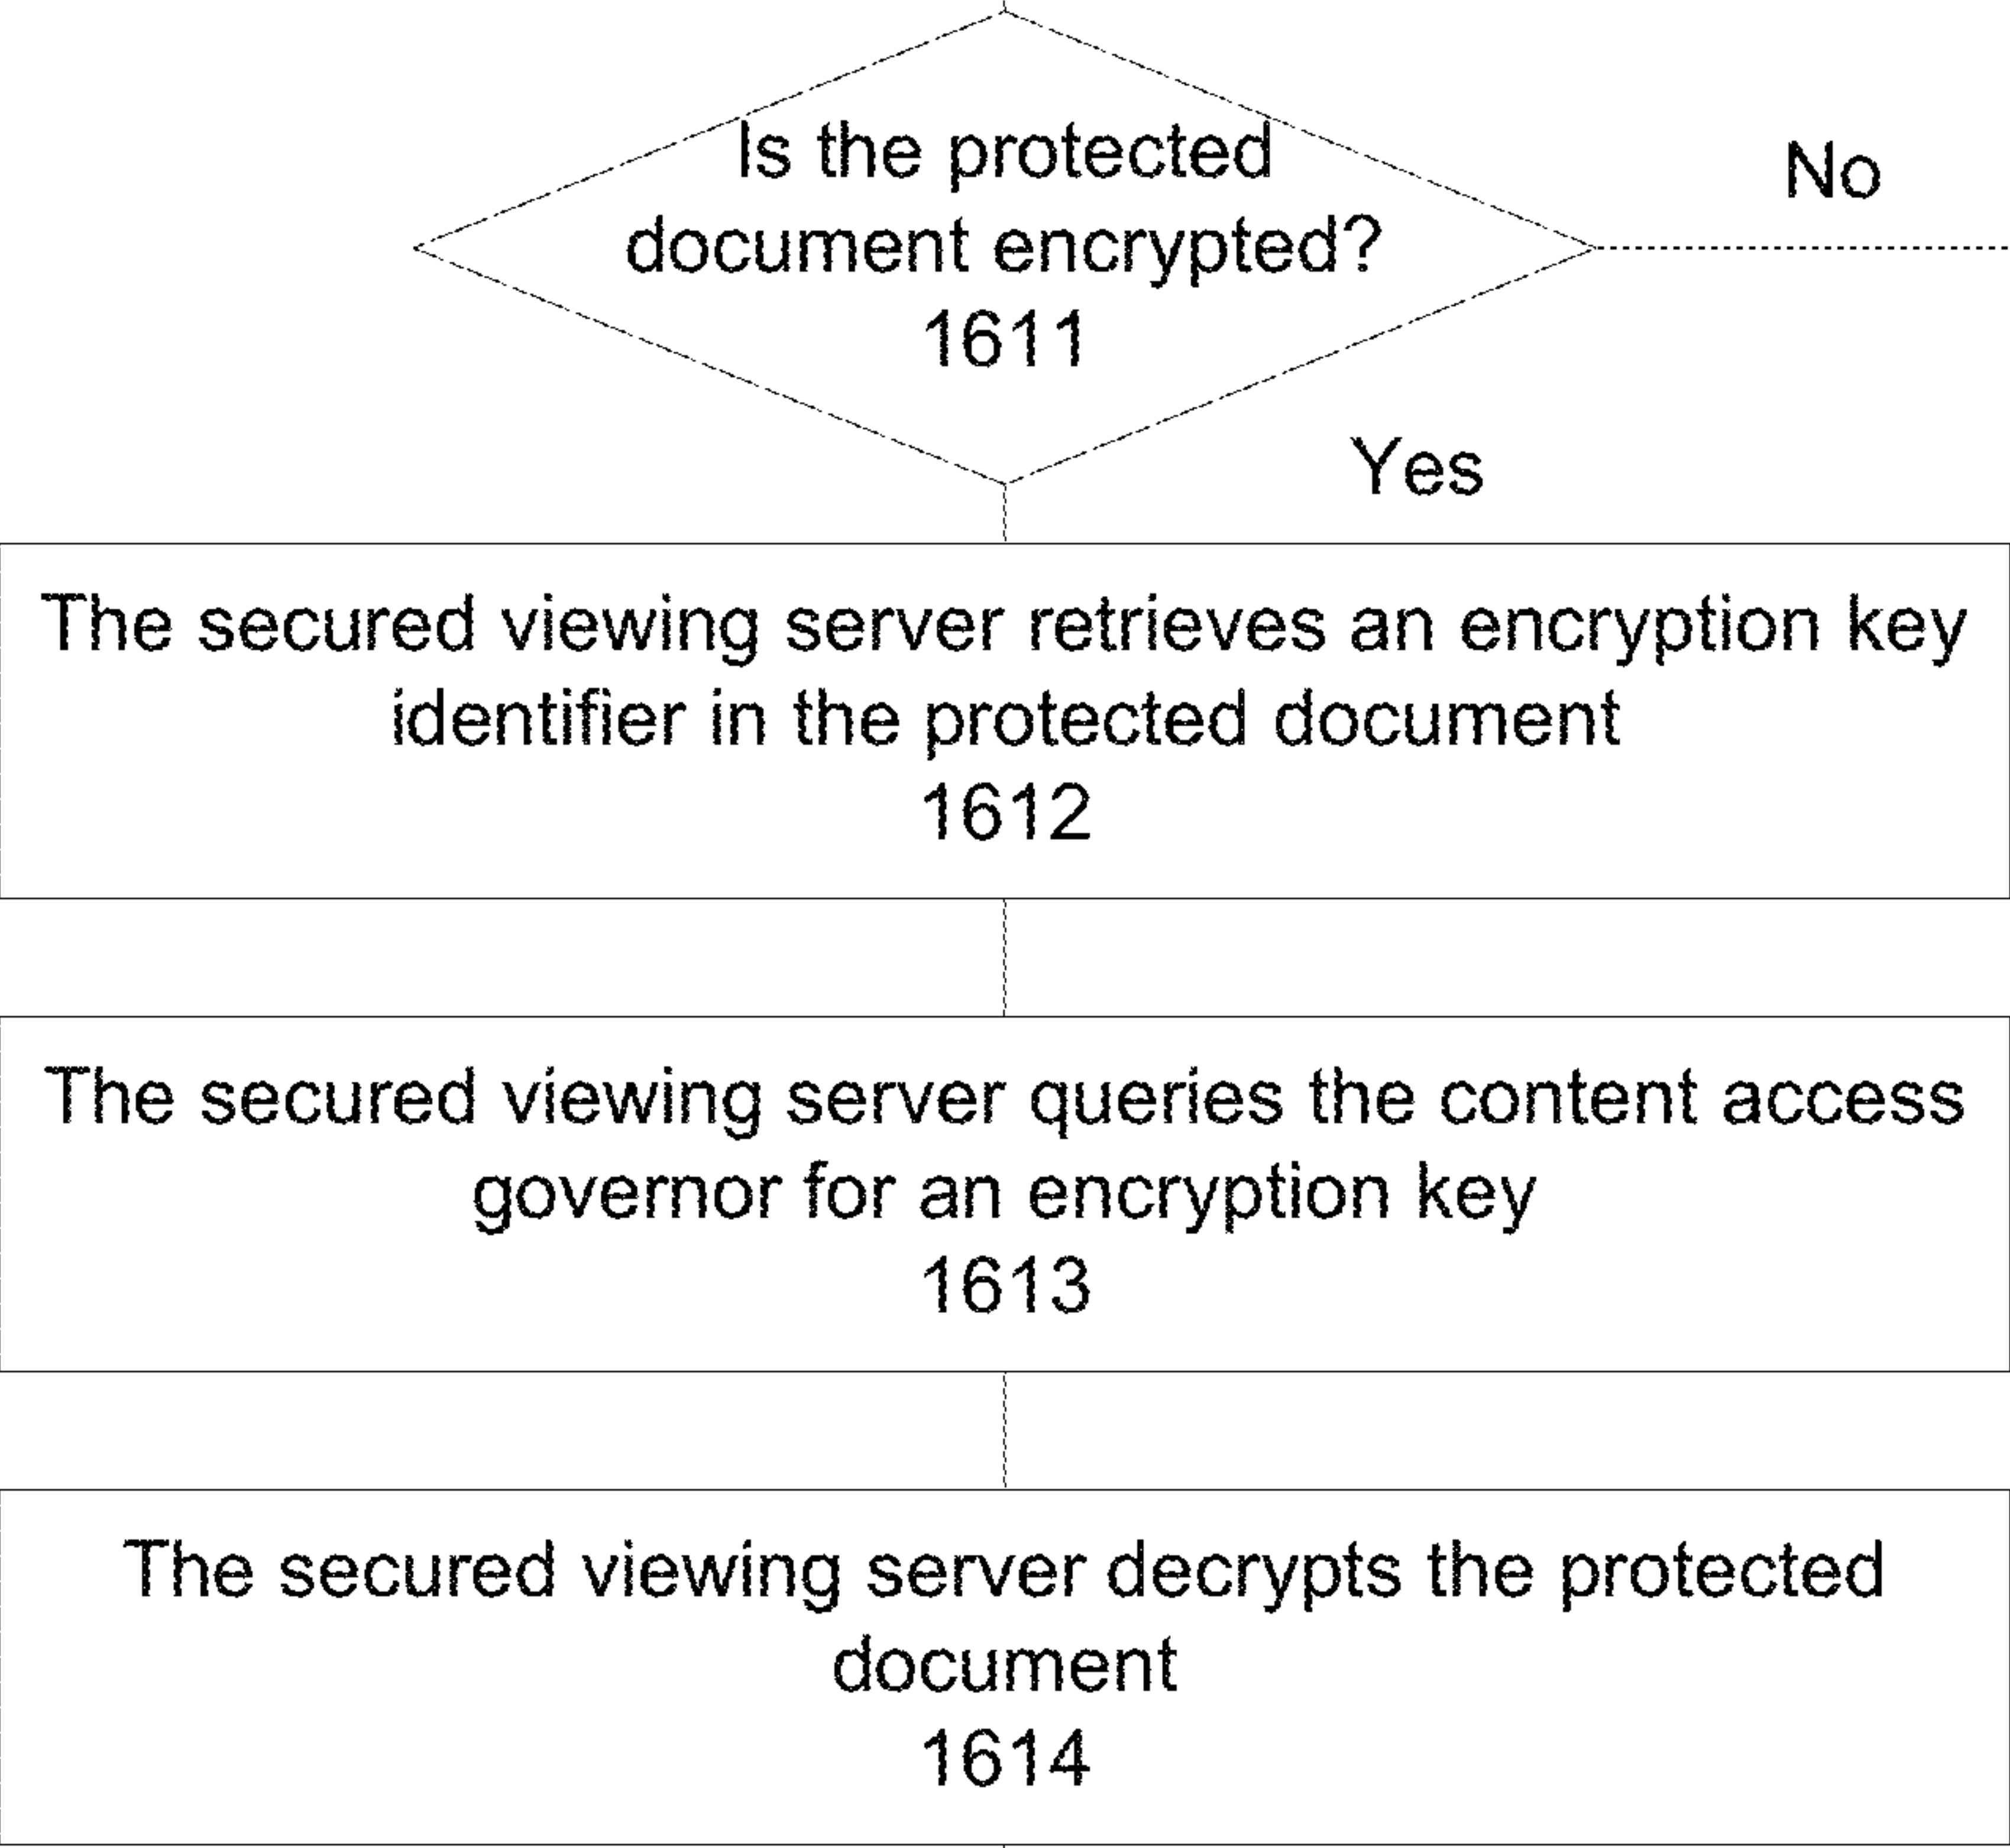 Is the protected
document encrypted?
1611
No
Yes
The secured viewing server retrieves an encryption key
identifier in the protected document
1612
The secured viewing server queries the content access
governor for an encryption key
1613
The secured viewing server decrypts the protected
document
1614